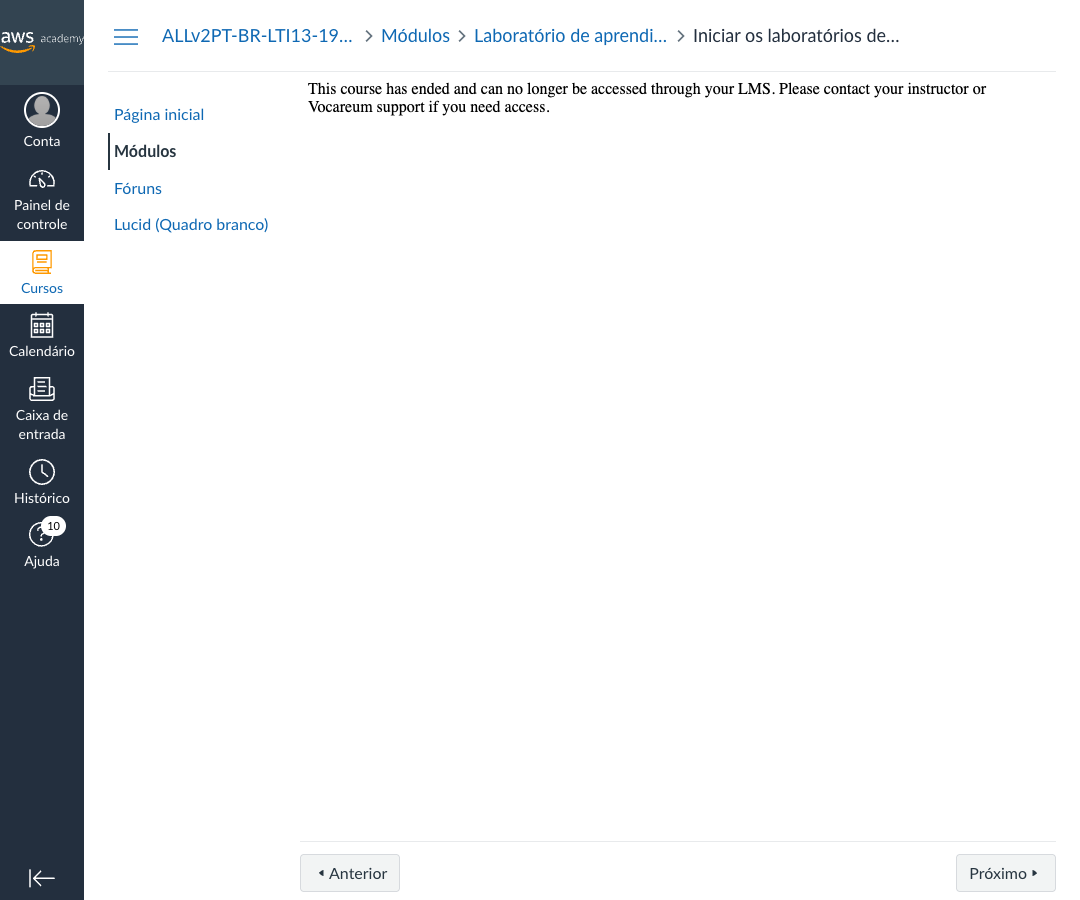 aws academy
ALLv2PT-BR-LTI13-19... > Módulos > Laboratório de aprendi... > Iniciar os laboratórios de...
Conta
Painel de
controle
Cursos
Calendário
Caixa de
entrada
Histórico
10
Ajuda
Página inicial
Módulos
Fóruns
Lucid (Quadro branco)
This course has ended and can no longer be accessed through your LMS. Please contact your instructor or
Vocareum support if you need access.
Anterior
Próximo